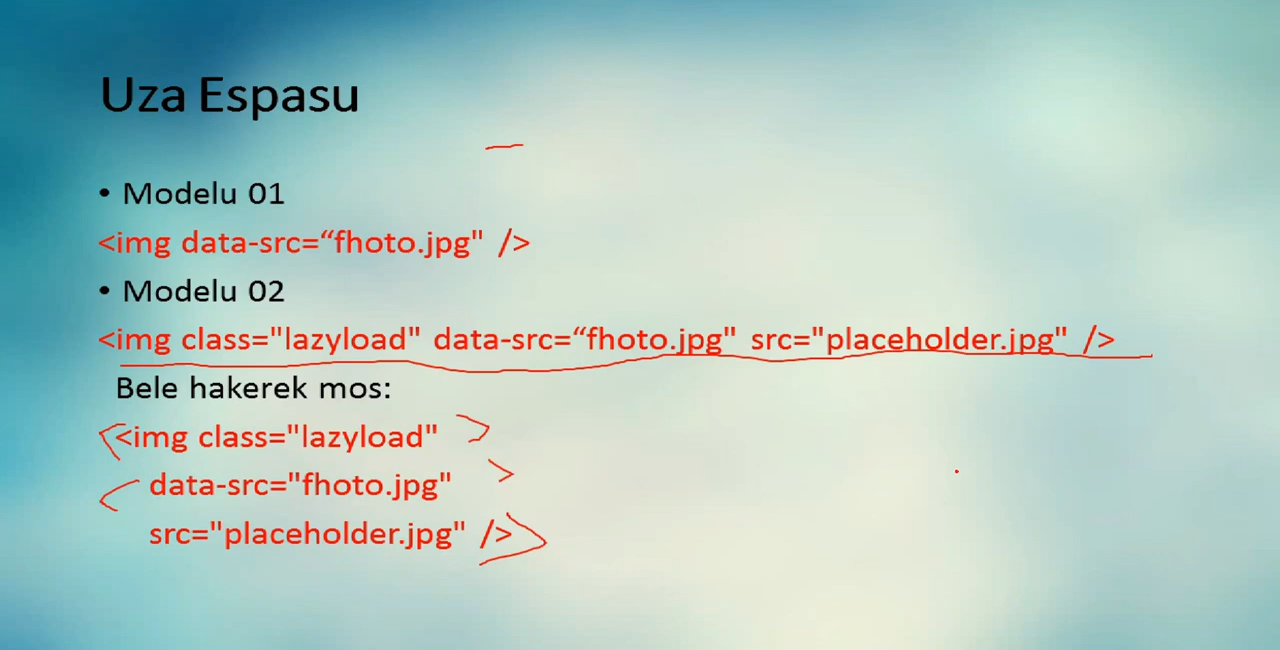 Uza Espasu
• Modelu 01
<img data-src=“fhoto.jpg" />
• Modelu 02
<img class="lazyload" data-src=“fhoto.jpg" src="placeholder.jpg" />
Bele hakerek mos:
<img class="lazyload"
data-src="fhoto.jpg"
src="placeholder.jpg" />